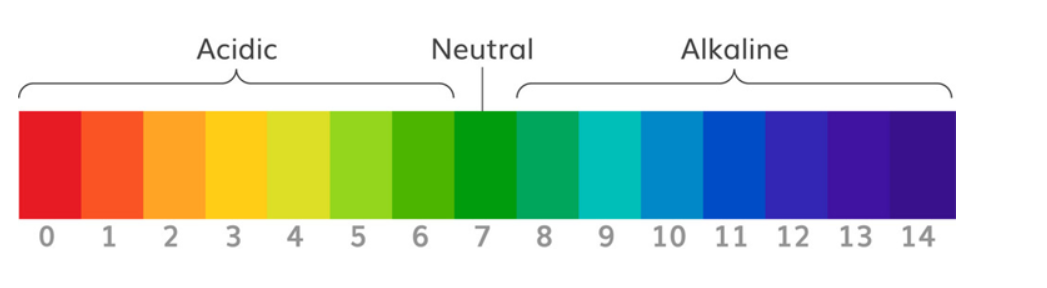 Acidic Neutral Alkaline
0 1 2 3 4 5 6 7 8 9 10 11 12 13 14